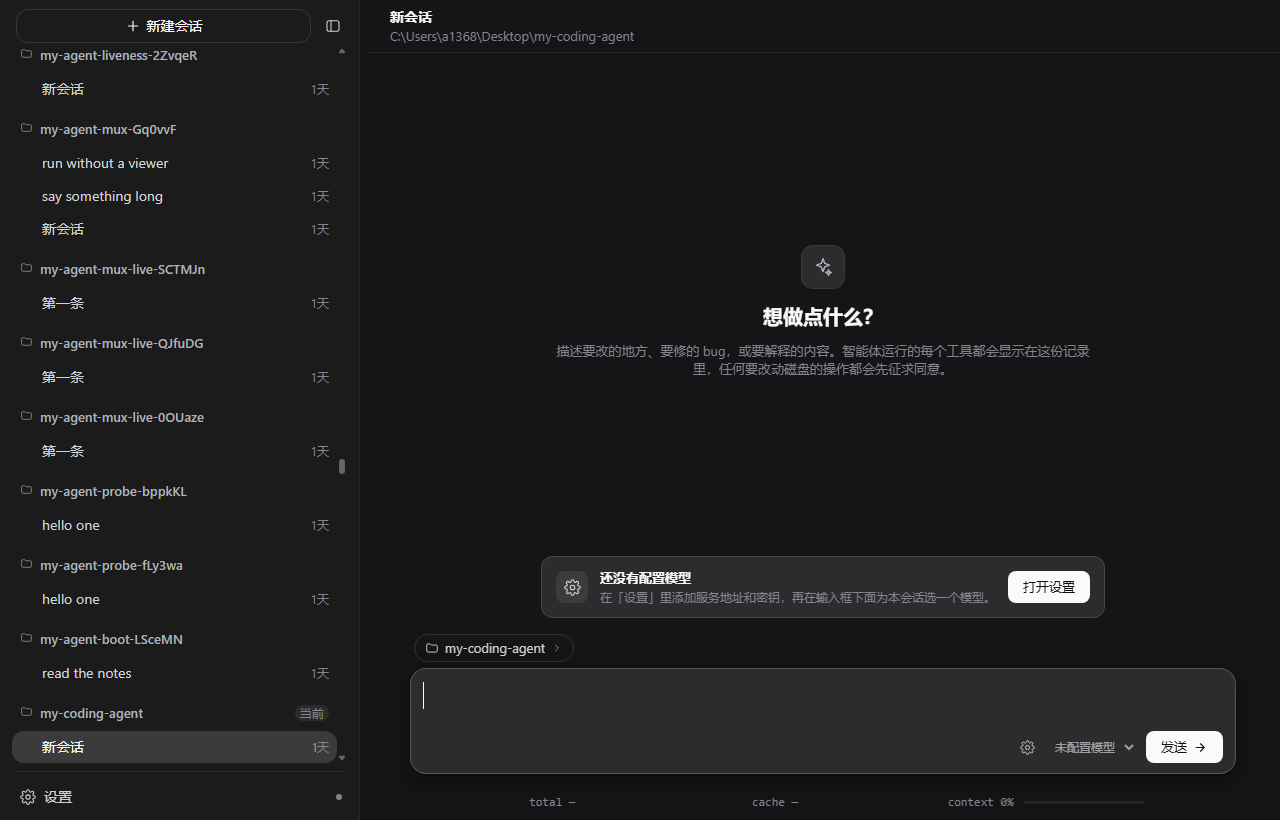 新建会话
my-agent-liveness-2ZvqeR
新会话 1天
my-agent-mux-Gq0vvF
run without a viewer 1天
say something long 1天
新会话 1天
my-agent-mux-live-SCTMJn
第一条 1天
my-agent-mux-live-QJfuDG
第一条 1天
my-agent-mux-live-0OUaze
第一条 1天
my-agent-probe-bppkKL
hello one 1天
my-agent-probe-fLy3wa
hello one 1天
my-agent-boot-LSceMN
read the notes 1天
my-coding-agent 当前
新会话 1天
设置
新会话
C:\Users\a1368\Desktop\my-coding-agent
想做点什么？
描述要改的地方、要修的 bug，或要解释的内容。智能体运行的每个工具都会显示在这份记录
里，任何要改动磁盘的操作都会先征求同意。
还没有配置模型
在「设置」里添加服务地址和密钥，再在输入框下面为本会话选一个模型。
打开设置
my-coding-agent
未配置模型
发送 →
total — cache — context 0%